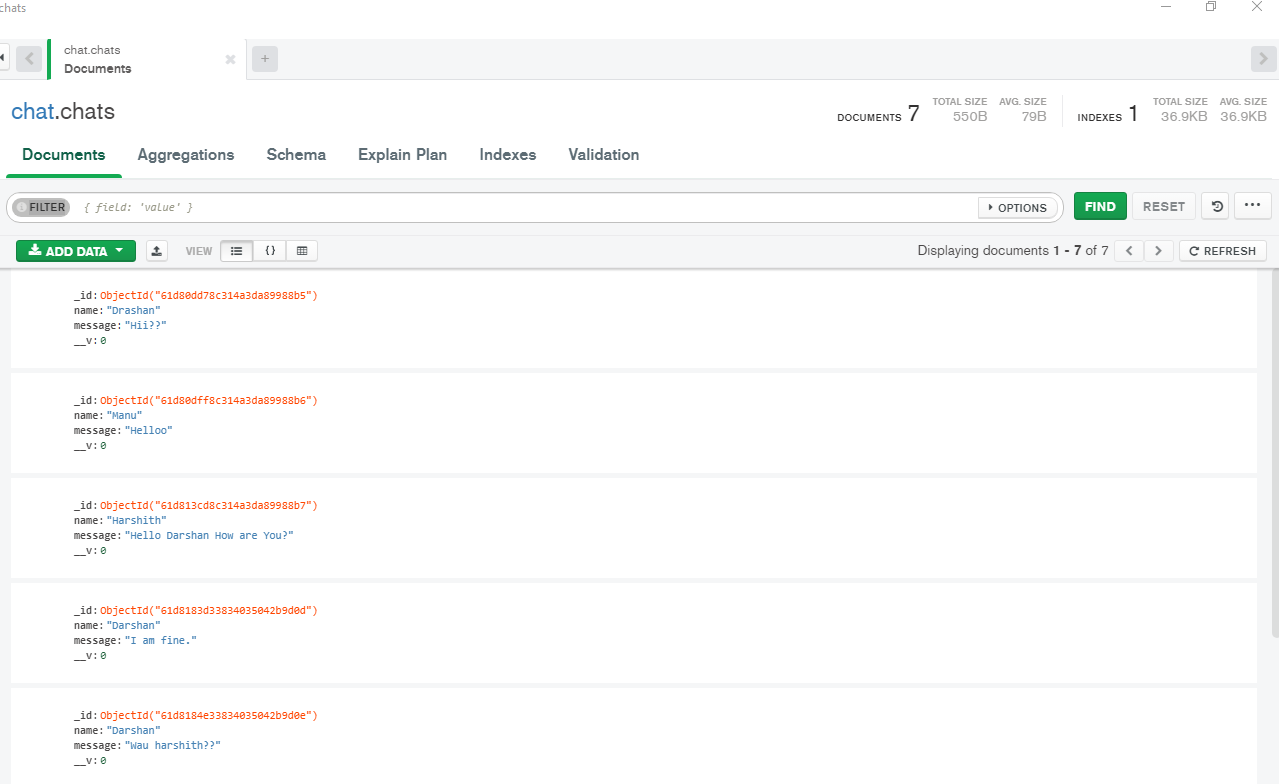 chats
chat.chats
Documents
chat.chats
DOCUMENTS 7 TOTAL SIZE 550B AVG. SIZE 79B INDEXES 1 TOTAL SIZE 36.9KB AVG. SIZE 36.9KB
Documents Aggregations Schema Explain Plan Indexes Validation
FILTER { field: 'value' } OPTIONS FIND RESET
ADD DATA VIEW {} Displaying documents 1 - 7 of 7 REFRESH
_id: ObjectId("61d80dd78c314a3da89988b5")
name: "Drashan"
message: "Hii??"
__v: 0
_id: ObjectId("61d80dff8c314a3da89988b6")
name: "Manu"
message: "Helloo"
__v: 0
_id: ObjectId("61d813cd8c314a3da89988b7")
name: "Harshith"
message: "Hello Darshan How are You?"
__v: 0
_id: ObjectId("61d8183d33834035042b9d0d")
name: "Darshan"
message: "I am fine."
__v: 0
_id: ObjectId("61d8184e33834035042b9d0e")
name: "Darshan"
message: "Wau harshith??"
__v: 0